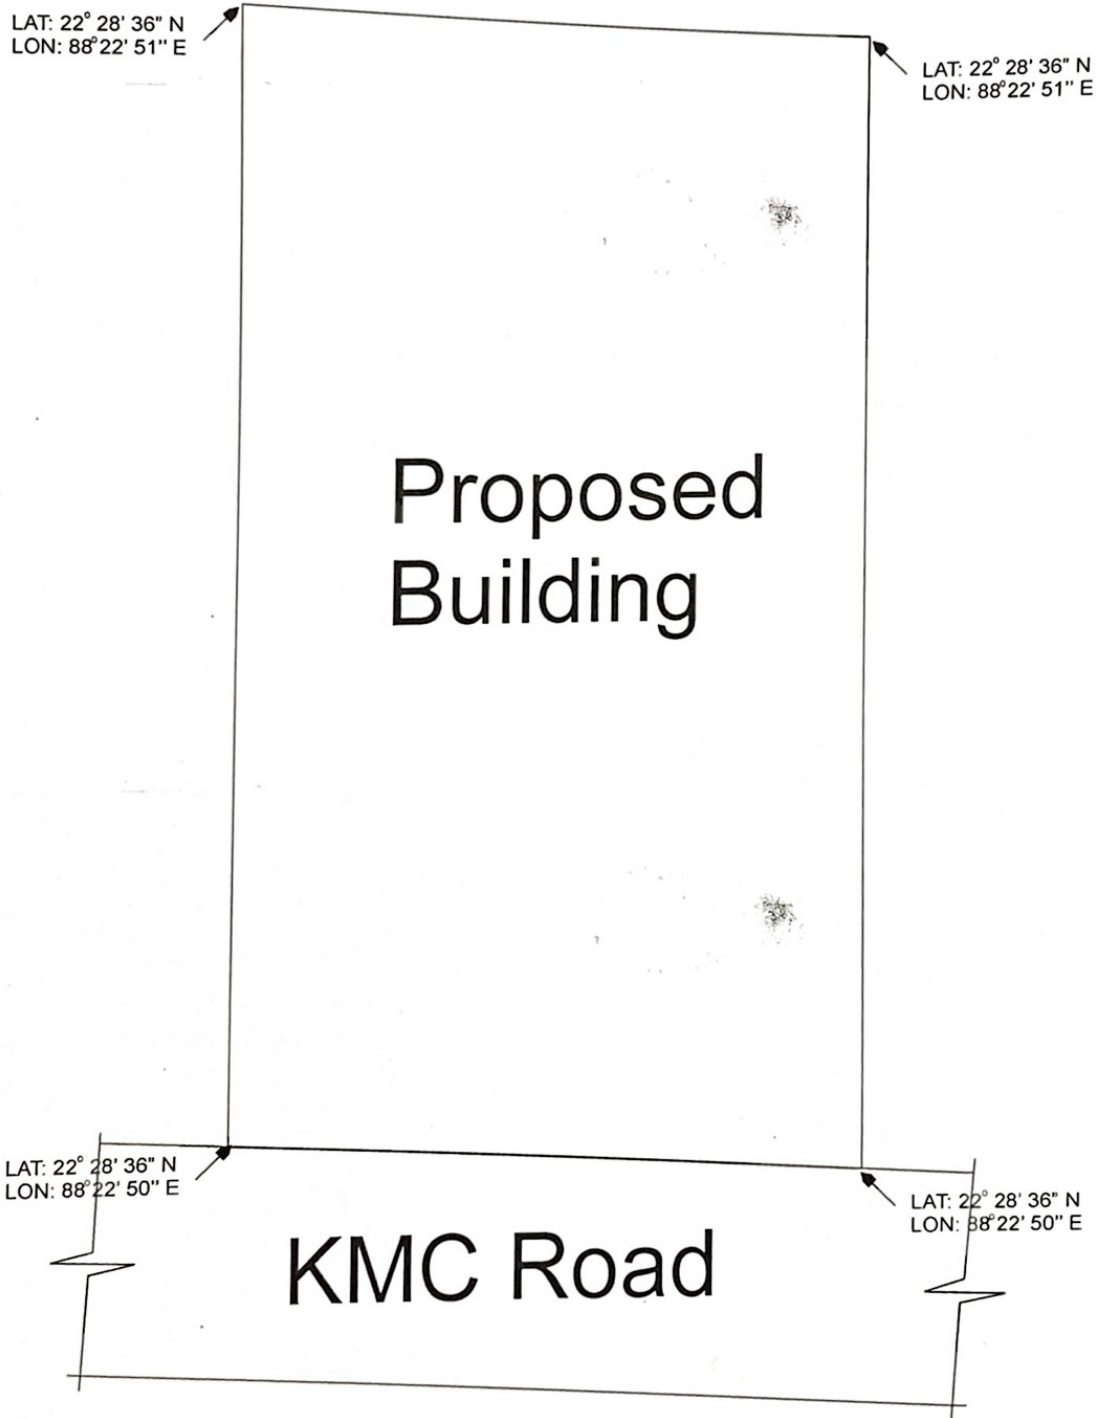 LAT: 22° 28' 36" N
LON: 88°22' 51" E
LAT: 22° 28' 36" N
LON: 88°22' 51" E
Proposed
Building
LAT: 22° 28' 36" N
LON: 88°22' 50" E
LAT: 22° 28' 36" N
LON: 88°22' 50" E
KMC Road